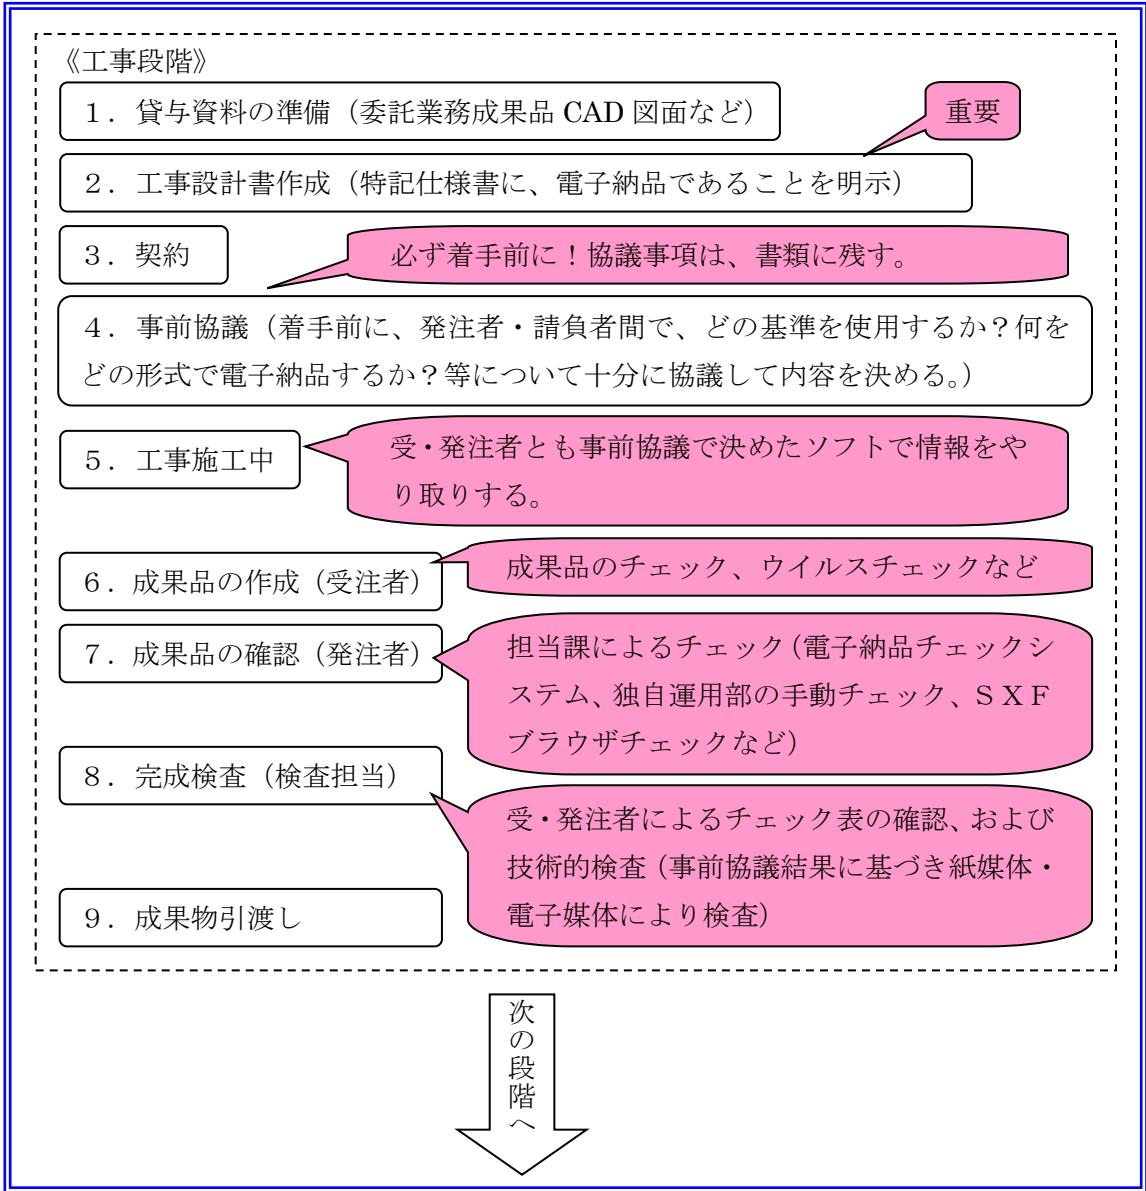 《工事段階》
１．貸与資料の準備（委託業務成果品 CAD 図面など）
重要
２．工事設計書作成（特記仕様書に、電子納品であることを明示）
３．契約
必ず着手前に！協議事項は、書類に残す。
４．事前協議（着手前に、発注者・請負者間で、どの基準を使用するか？何を
どの形式で電子納品するか？等について十分に協議して内容を決める。）
５．工事施工中
受・発注者とも事前協議で決めたソフトで情報をや
り取りする。
６．成果品の作成（受注者）
成果品のチェック、ウイルスチェックなど
７．成果品の確認（発注者）
担当課によるチェック（電子納品チェックシ
ステム、独自運用部の手動チェック、ＳＸＦ
ブラウザチェックなど）
８．完成検査（検査担当）
受・発注者によるチェック表の確認、および
技術的検査（事前協議結果に基づき紙媒体・
電子媒体により検査）
９．成果物引渡し
次の段階へ